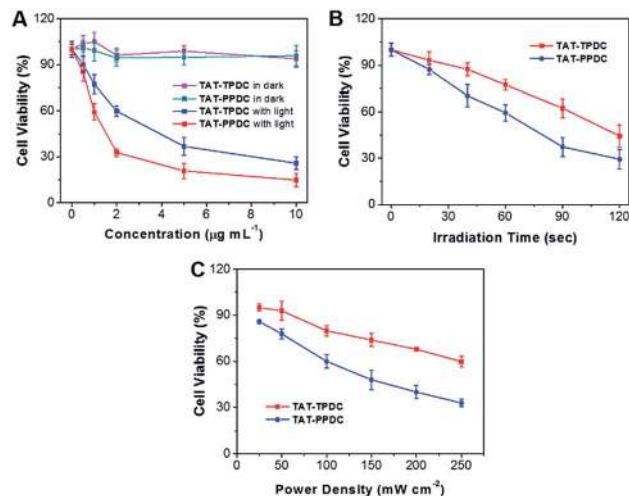 A
Cell Viability (%)
120
90
60
30
0
TAT-TPDC in dark
TAT-PPDC in dark
TAT-TPDC with light
TAT-PPDC with light
0 2 4 6 8 10
Concentration (μg mL⁻¹)
B
Cell Viability (%)
120
90
60
30
0
TAT-TPDC
TAT-PPDC
0 30 60 90 120
Irradiation Time (sec)
C
Cell Viability (%)
120
90
60
30
0
TAT-TPDC
TAT-PPDC
0 50 100 150 200 250
Power Density (mW cm⁻²)